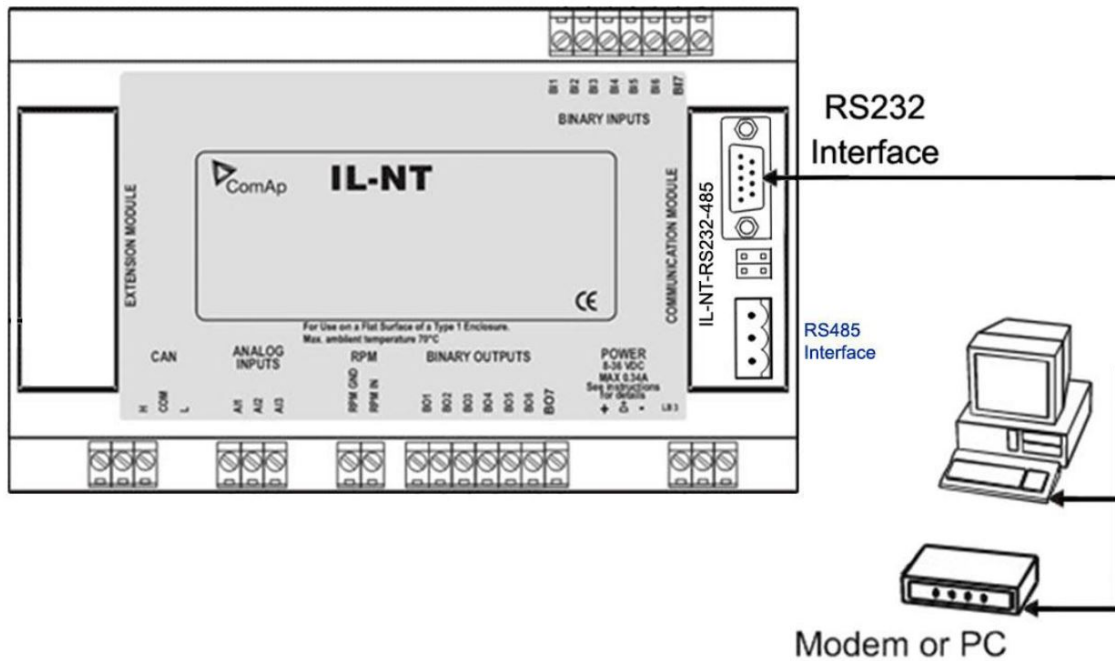 BI1
BI2
BI3
BI4
BI5
BI6
BI7
BINARY INPUTS
RS232
Interface
ComAp
IL-NT
EXTENSION MODULE
COMMUNICATION MODULE
IL-NT-RS232-485
CE
RS485
Interface
For Use on a Flat Surface of a Type 1 Enclosure.
Max. ambient temperature 70°C
CAN
ANALOG
INPUTS
RPM
BINARY OUTPUTS
POWER
8-36 VDC
MAX 0.34A
See instructions
for details
H
COM
L
AI1
AI2
AI3
RPM GND
RPM IN
BO1
BO2
BO3
BO4
BO5
BO6
BO7
+
D+
-
LB 3
Modem or PC